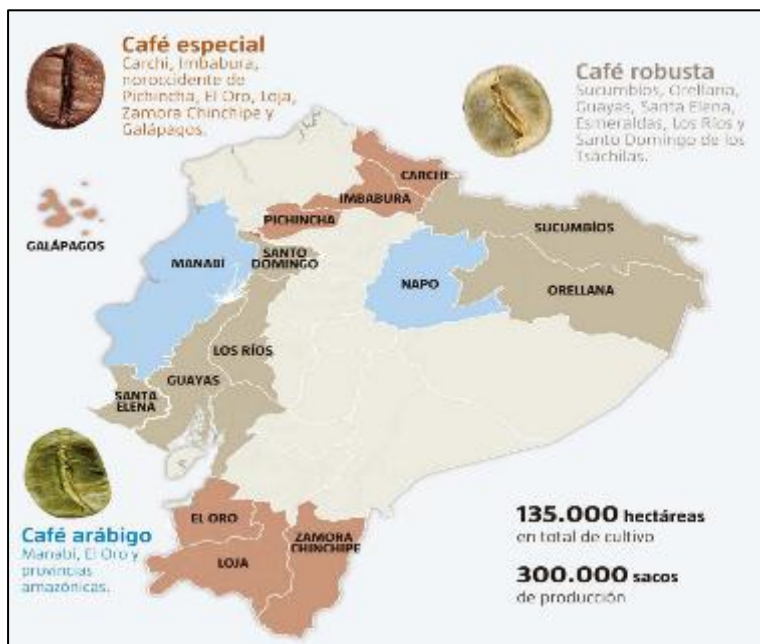 Café especial
Carchi, Imbabura,
noroccidente de
Pichincha, El Oro, Loja,
Zamora Chinchipe y
Galápagos.
Café robusta
Sucumbíos, Orellana,
Guayas, Santa Elena,
Esmeraldas, Los Ríos y
Santo Domingo de los
Tsáchilas.
CARCHI
IMBABURA
PICHINCHA
GALÁPAGOS
SUCUMBÍOS
MANABÍ
SANTO
DOMINGO
NAPO
ORELLANA
LOS RÍOS
GUAYAS
SANTA
ELENA
Café arábigo
Manabí, El Oro y
provincias
amazónicas.
EL ORO
LOJA
ZAMORA
CHINCHIPE
135.000 hectáreas
en total de cultivo
300.000 sacos
de producción